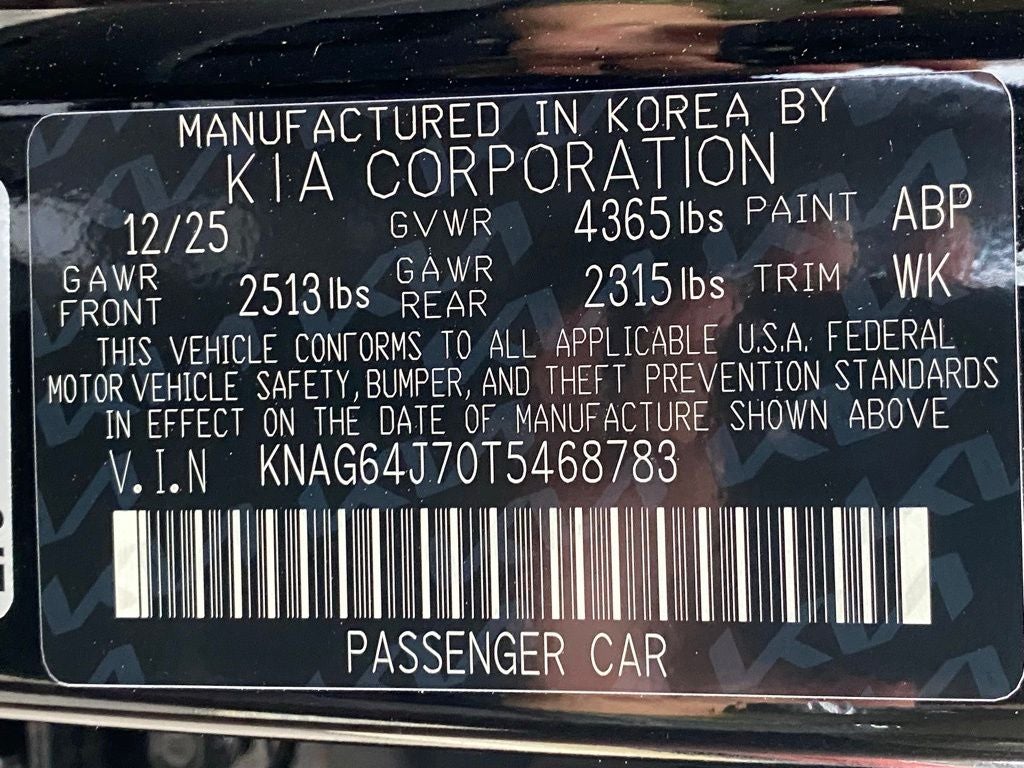 MANUFACTURED IN KOREA BY
KIA CORPORATION
12/25 GVWR 4365 lbs PAINT ABP
GAWR FRONT 2513 lbs GAWR REAR 2315 lbs TRIM WK
THIS VEHICLE CONFORMS TO ALL APPLICABLE U.S.A. FEDERAL
MOTOR VEHICLE SAFETY, BUMPER, AND THEFT PREVENTION STANDARDS
IN EFFECT ON THE DATE OF MANUFACTURE SHOWN ABOVE
V.I.N KNAG64J70T5468783
PASSENGER CAR